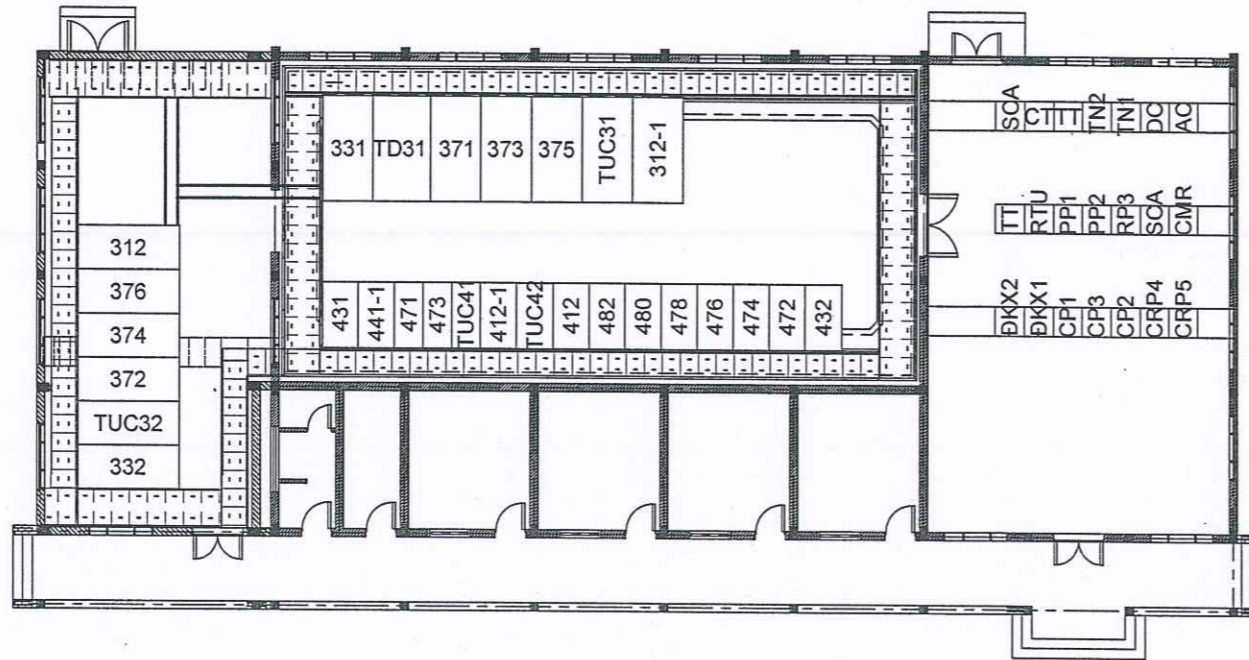 SCA CT TT TN2 TN1 DC AC
331 TD31 371 373 375 TUC31 312-1
TT RTU PP1 PP2 RP3 SCA CMR
312
376
374
372
TUC32
332
431 441-1 471 473 TUC41 412-1 TUC42 412 482 480 478 476 474 472 432
ĐKX2 ĐKX1 CP1 CP3 CP2 CRP4 CRP5